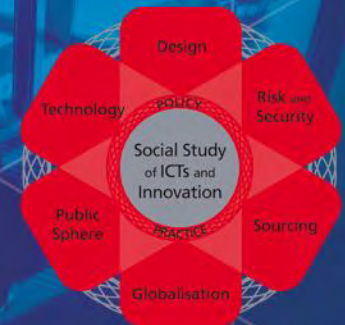 Design
Technology
POLICY
Risk and
Security
Social Study
of ICTs and
Innovation
Public
Sphere
PRACTICE
Sourcing
Globalisation